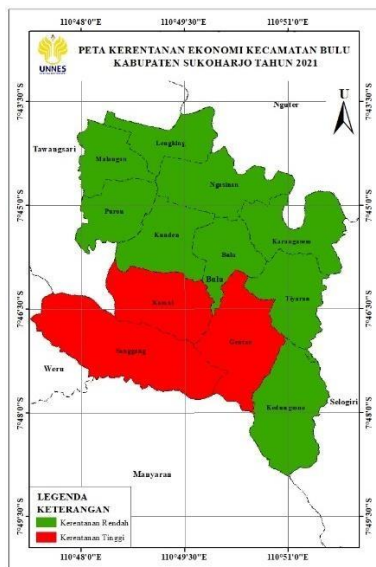 110°48'0"E 110°49'30"E 110°51'0"E
UNNES
PETA KERENTANAN EKONOMI KECAMATAN BULU
KABUPATEN SUKOHARJO TAHUN 2021
U
7°43'30"S
7°43'30"S
Nguter
Tawangsari
Lengking
Malangan
Ngasinan
7°45'0"S
7°45'0"S
Puron
Kunden
Bulu
Karangasem
Bulu
Tiyaran
Kamal
7°46'30"S
7°46'30"S
Gentan
Sanggang
Weru
Kedungsono
Selogiri
7°48'0"S
7°48'0"S
Manyaran
LEGENDA
KETERANGAN
Kerentanan Rendah
Kerentanan Tinggi
7°49'30"S
7°49'30"S
110°48'0"E 110°49'30"E 110°51'0"E